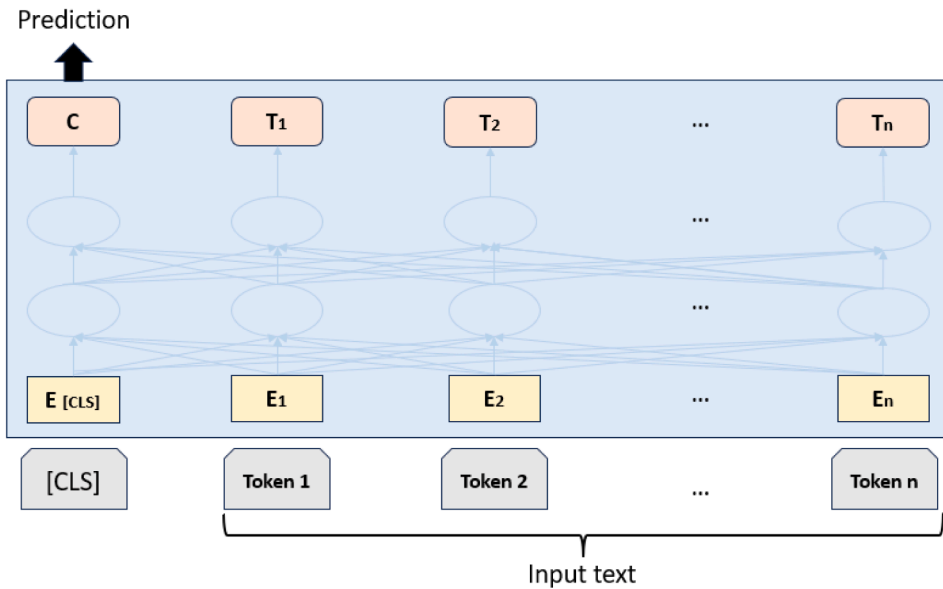 Prediction
C T1 T2 ... Tn
...
...
E [CLS] E1 E2 ... En
[CLS] Token 1 Token 2 ... Token n
Input text